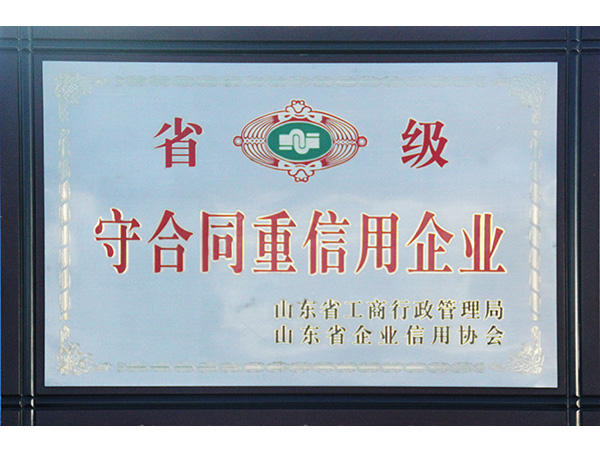 省 级
守合同重信用企业
山东省工商行政管理局
山东省企业信用协会